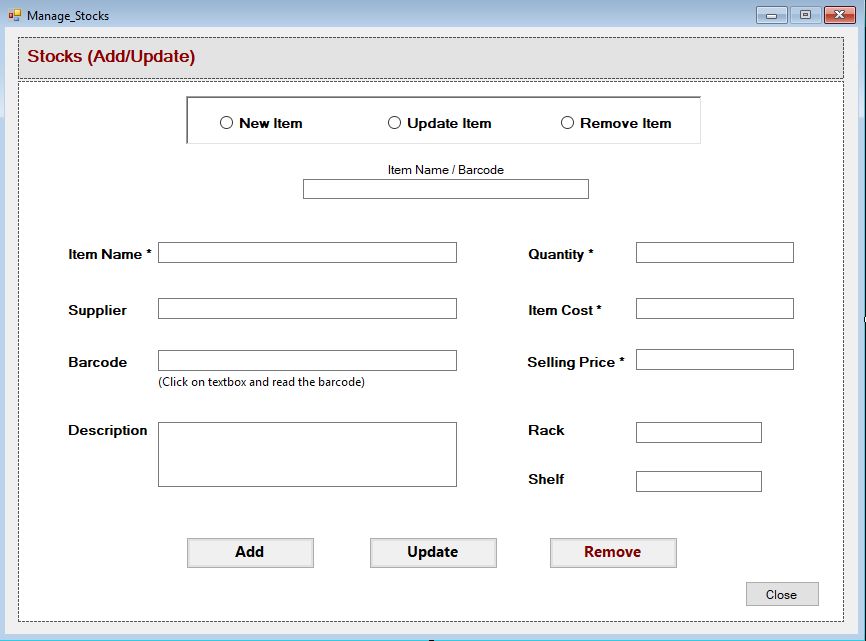 Manage_Stocks
Stocks (Add/Update)
New Item Update Item Remove Item
Item Name / Barcode
Item Name * Quantity *
Supplier Item Cost *
Barcode Selling Price *
(Click on textbox and read the barcode)
Description Rack
Shelf
Add Update Remove
Close